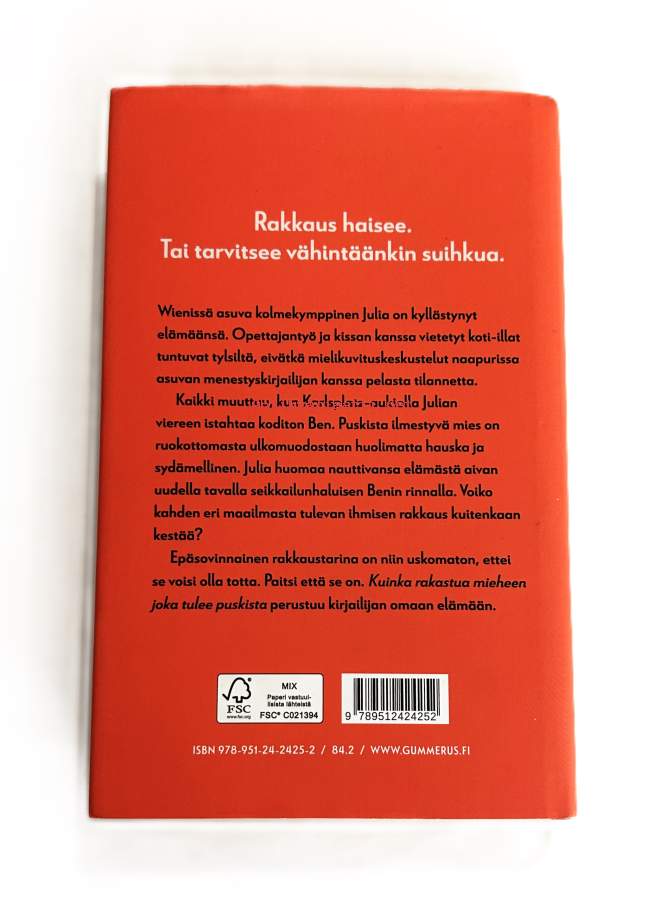 Rakkaus haisee.
Tai tarvitsee vähintäänkin suihkua.
Wienissä asuva kolmekymppinen Julia on kyllästynyt
elämäänsä. Opettajantyö ja kissan kanssa vietetyt koti-illat
tuntuvat tylsiltä, eivätkä mielikuvituskeskustelut naapurissa
asuvan menestyskirjailijan kanssa pelasta tilannetta.
Kaikki muuttuu, kun Karlsplatz-aukiolla Julian
viereen istahtaa koditon Ben. Puskista ilmestyvä mies on
ruokottomasta ulkomuodostaan huolimatta hauska ja
sydämellinen. Julia huomaa nauttivansa elämästä aivan
uudella tavalla seikkailunhaluisen Benin rinnalla. Voiko
kahden eri maailmasta tulevan ihmisen rakkaus kuitenkaan
kestää?
Epäsovinnainen rakkaustarina on niin uskomaton, ettei
se voisi olla totta. Paitsi että se on. Kuinka rakastua mieheen
joka tulee puskista perustuu kirjailijan omaan elämään.
FSC
www.fsc.org
MIX
Paperi vastuul-
lisista lähteistä
FSC® C021394
9 789512 424252
ISBN 978-951-24-2425-2 / 84.2 / WWW.GUMMERUS.FI